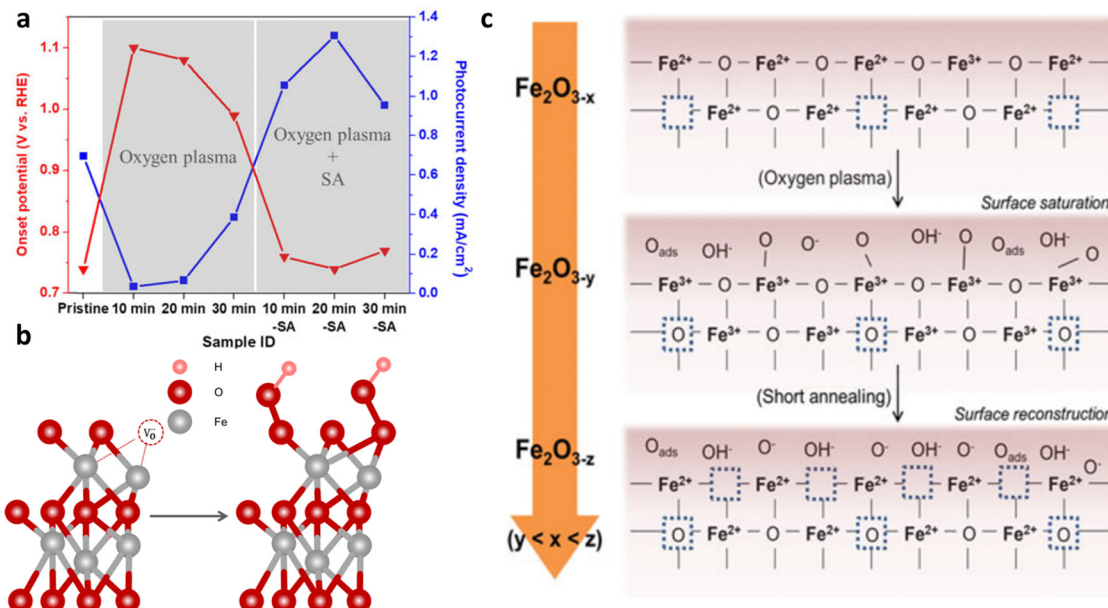 a
Onset potential (V vs. RHE)
1.1
1.0
0.9
0.8
0.7
Oxygen plasma
Oxygen plasma
+
SA
1.4
1.2
1.0
0.8
0.6
0.4
0.2
0.0
Photocurrent density (mA/cm²)
Pristine 10 min 20 min 30 min 10 min 20 min 30 min
-SA -SA -SA
Sample ID
b
H
O
Fe
V_Ö
c
Fe₂O₃₋ₓ
Fe²⁺ O Fe²⁺ O Fe²⁺ O Fe³⁺ O Fe²⁺
Fe²⁺ O Fe²⁺ Fe²⁺ O Fe²⁺
(Oxygen plasma)
Surface saturation
Fe₂O₃₋y
O_ads OH⁻ O O⁻ O OH⁻ O O_ads OH⁻ O
Fe³⁺ O Fe³⁺ O Fe³⁺ O Fe³⁺ O Fe³⁺
O Fe³⁺ O Fe³⁺ O Fe³⁺ O Fe³⁺ O
(Short annealing)
Surface reconstruction
Fe₂O₃₋z
O_ads OH⁻ O⁻ OH⁻ O⁻ OH⁻ O⁻ O_ads OH⁻ O⁻
Fe²⁺ Fe²⁺ Fe²⁺ Fe²⁺ Fe²⁺
O Fe²⁺ O Fe²⁺ O Fe²⁺ O Fe²⁺ O
(y < x < z)